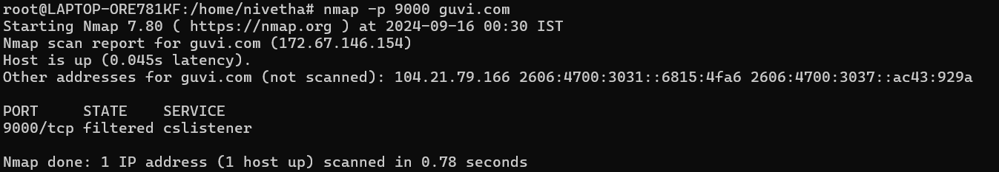 root@LAPTOP-ORE781KF:/home/nivetha# nmap -p 9000 guvi.com
Starting Nmap 7.80 ( https://nmap.org ) at 2024-09-16 00:30 IST
Nmap scan report for guvi.com (172.67.146.154)
Host is up (0.045s latency).
Other addresses for guvi.com (not scanned): 104.21.79.166 2606:4700:3031::6815:4fa6 2606:4700:3037::ac43:929a
PORT     STATE    SERVICE
9000/tcp filtered cslistener
Nmap done: 1 IP address (1 host up) scanned in 0.78 seconds